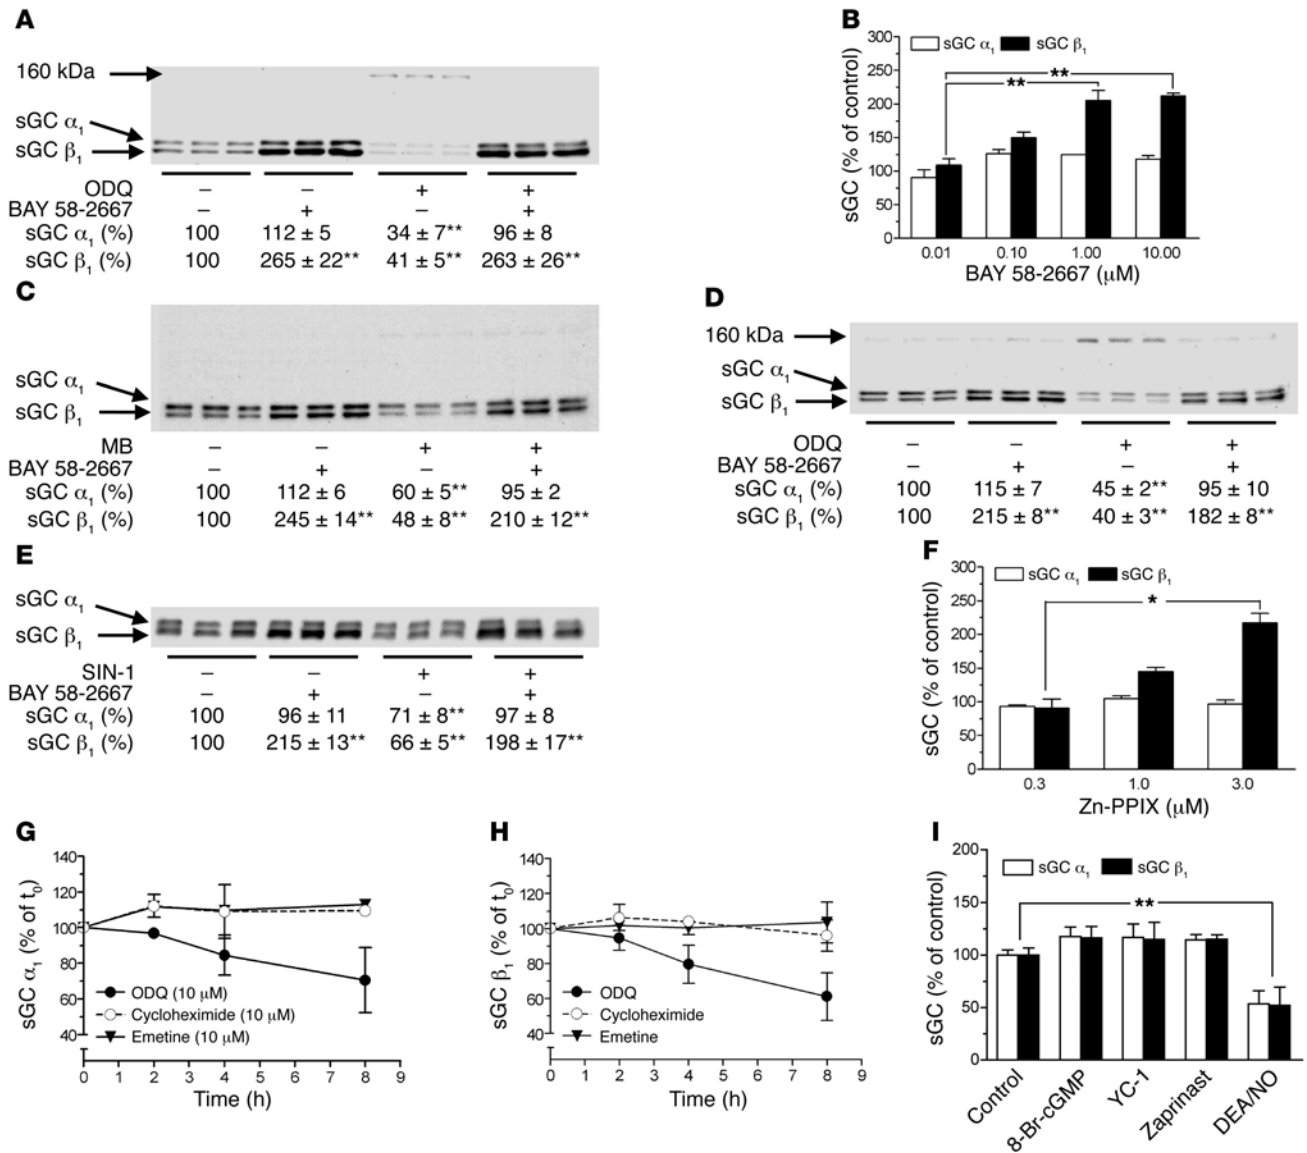 A
160 kDa
sGC α1
sGC β1
ODQ – – + +
BAY 58-2667 – + – +
sGC α1 (%) 100 112 ± 5 34 ± 7** 96 ± 8
sGC β1 (%) 100 265 ± 22** 41 ± 5** 263 ± 26**
B
sGC α1 sGC β1
** **
sGC (% of control)
300
250
200
150
100
50
0
0.01 0.10 1.00 10.00
BAY 58-2667 (μM)
C
sGC α1
sGC β1
MB – – + +
BAY 58-2667 – + – +
sGC α1 (%) 100 112 ± 6 60 ± 5** 95 ± 2
sGC β1 (%) 100 245 ± 14** 48 ± 8** 210 ± 12**
D
160 kDa
sGC α1
sGC β1
ODQ – – + +
BAY 58-2667 – + – +
sGC α1 (%) 100 115 ± 7 45 ± 2** 95 ± 10
sGC β1 (%) 100 215 ± 8** 40 ± 3** 182 ± 8**
E
sGC α1
sGC β1
SIN-1 – – + +
BAY 58-2667 – + – +
sGC α1 (%) 100 96 ± 11 71 ± 8** 97 ± 8
sGC β1 (%) 100 215 ± 13** 66 ± 5** 198 ± 17**
F
sGC α1 sGC β1
*
sGC (% of control)
300
250
200
150
100
50
0
0.3 1.0 3.0
Zn-PPIX (μM)
G
sGC α1 (% of t0)
140
120
100
80
60
40
ODQ (10 μM)
Cycloheximide (10 μM)
Emetine (10 μM)
0 1 2 3 4 5 6 7 8 9
Time (h)
H
sGC β1 (% of t0)
140
120
100
80
60
40
ODQ
Cycloheximide
Emetine
0 1 2 3 4 5 6 7 8 9
Time (h)
I
sGC α1 sGC β1
**
sGC (% of control)
200
150
100
50
0
Control 8-Br-cGMP YC-1 Zaprinast DEA/NO